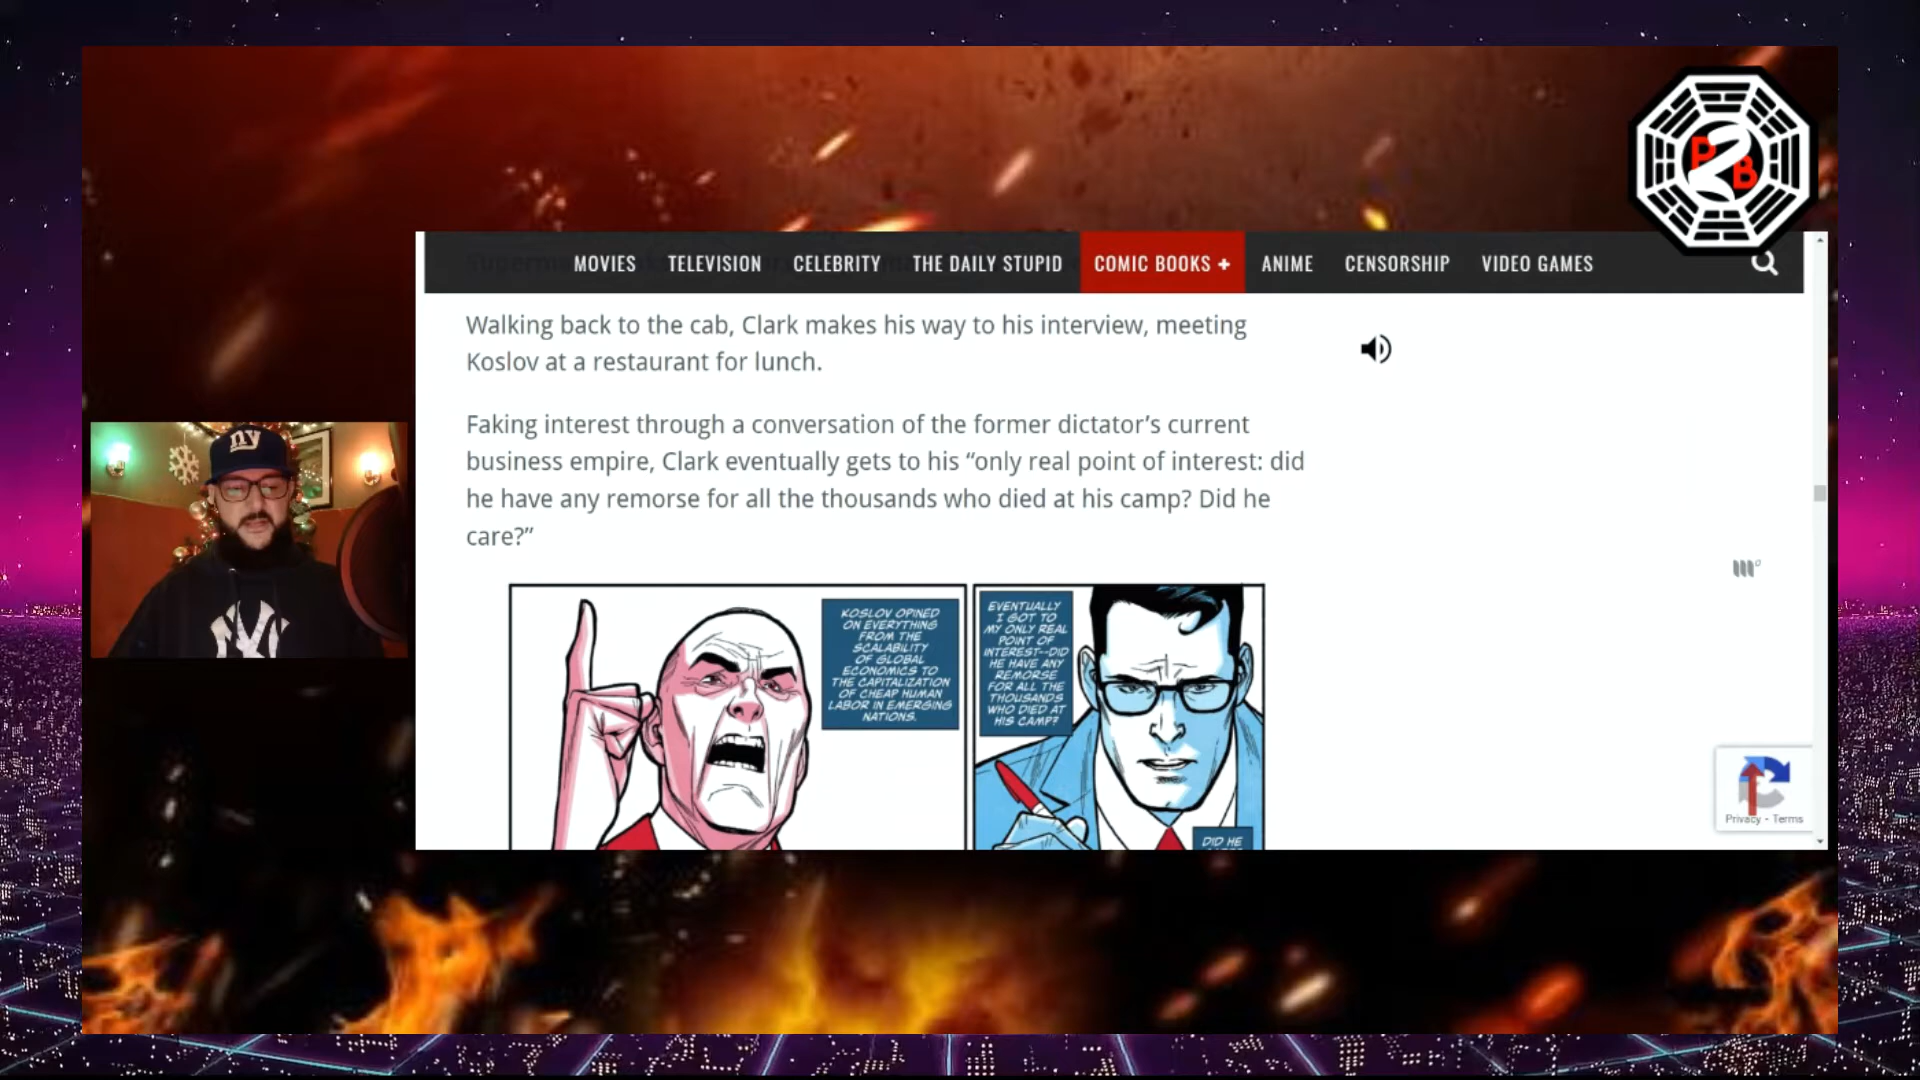 MOVIES TELEVISION CELEBRITY THE DAILY STUPID COMIC BOOKS + ANIME CENSORSHIP VIDEO GAMES
Walking back to the cab, Clark makes his way to his interview, meeting
Koslov at a restaurant for lunch.
Faking interest through a conversation of the former dictator’s current
business empire, Clark eventually gets to his “only real point of interest: did
he have any remorse for all the thousands who died at his camp? Did he
care?”
KOSLOV OPINED
ON EVERYTHING
FROM THE
SCALABILITY
OF GLOBAL
ECONOMICS TO
THE CAPITALIZATION
OF CHEAP HUMAN
LABOR IN EMERGING
NATIONS.
EVENTUALLY
I GOT TO
MY ONLY REAL
POINT OF
INTEREST--DID
HE HAVE ANY
REMORSE
FOR ALL THE
THOUSANDS
WHO DIED AT
HIS CAMP?
DID HE
Privacy - Terms
ny
NY
B